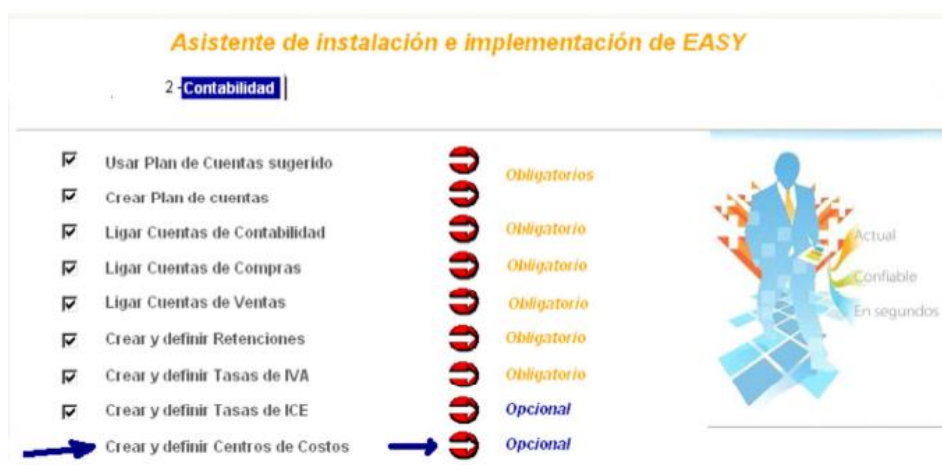 Asistente de instalación e implementación de EASY
2 -Contabilidad
Usar Plan de Cuentas sugerido
Obligatorios
Crear Plan de cuentas
Ligar Cuentas de Contabilidad Obligatorio
Ligar Cuentas de Compras Obligatorio
Ligar Cuentas de Ventas Obligatorio
Crear y definir Retenciones Obligatorio
Crear y definir Tasas de IVA Obligatorio
Crear y definir Tasas de ICE Opcional
Crear y definir Centros de Costos Opcional
Actual
Confiable
En segundos